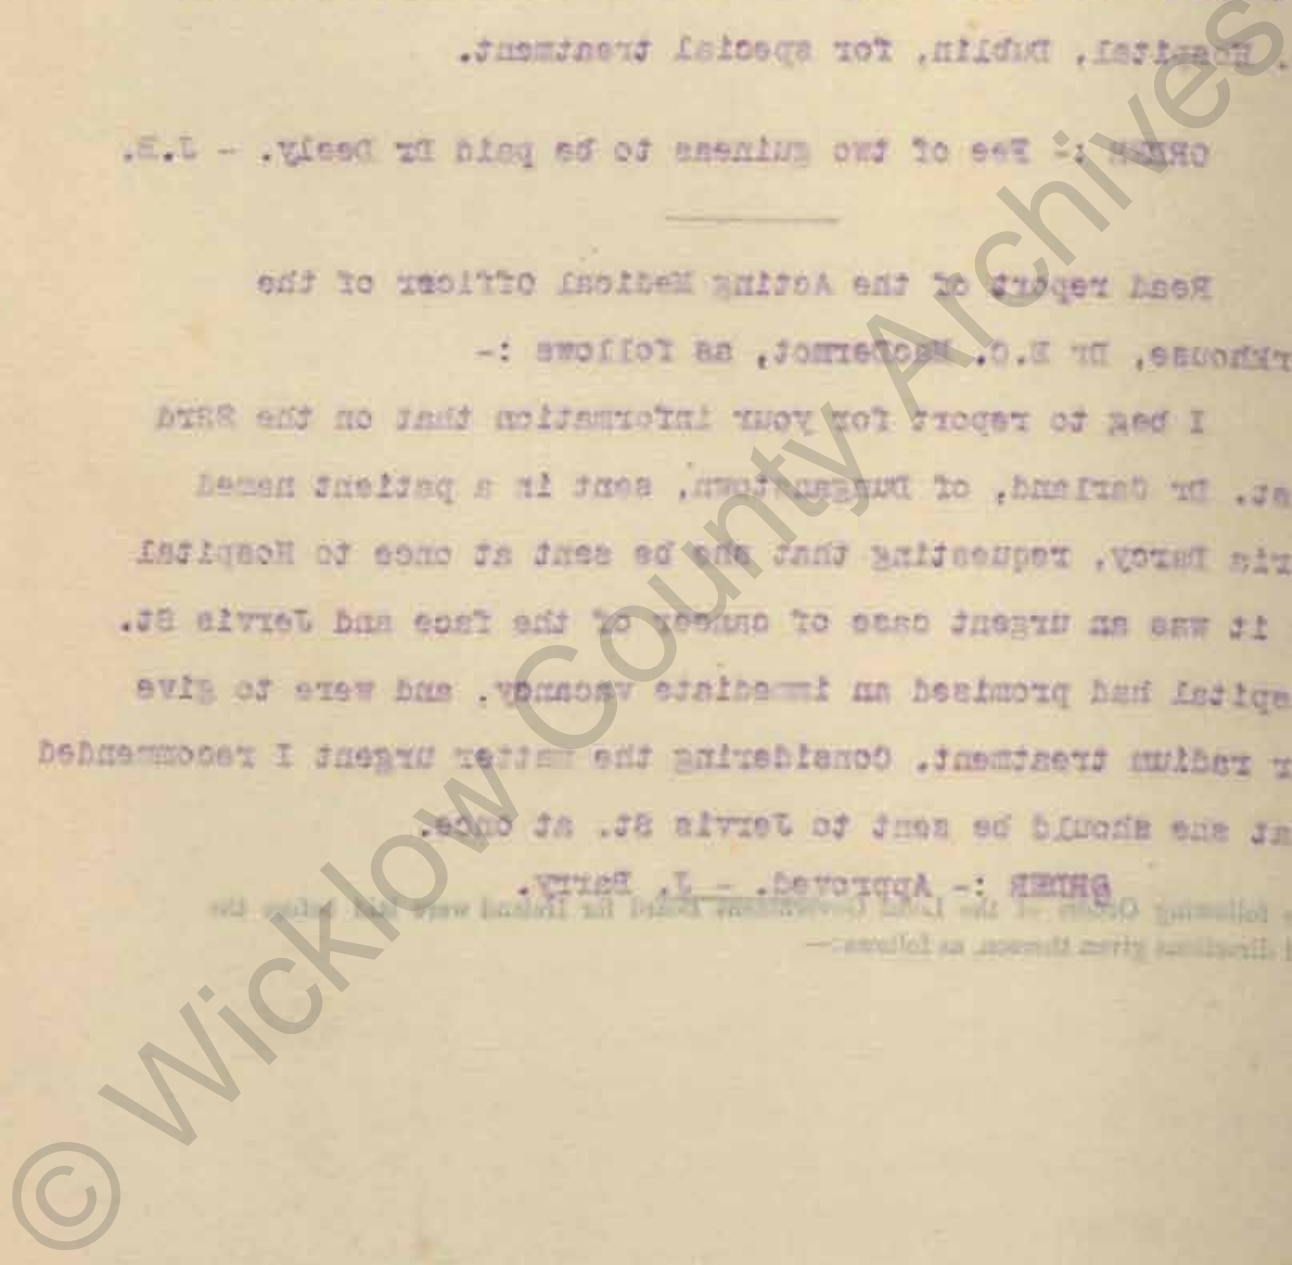 . Hospital, Dublin, for special treatment.
ORDER :- Fee of two guineas to be paid Dr Dealy. - J.B.
Read report of the Acting Medical Officer of the
rkhouse, Dr E.O. MacDermot, as follows :-
I beg to report for your information that on the 23rd
st. Dr Garland, of Dunganstown, sent in a patient named
ria Darcy, requesting that she be sent at once to Hospital
it was an urgent case of cancer of the face and Jervis St.
spital had promised an immediate vacancy, and were to give
r radium treatment. Considering the matter urgent I recommended
at she should be sent to Jervis St. at once.
ORDER :- Approved. - J. Barry.
e following Orders of the Local Government Board for Ireland were laid before the
d directions given thereon, as follows:—
© Wicklow County Archives